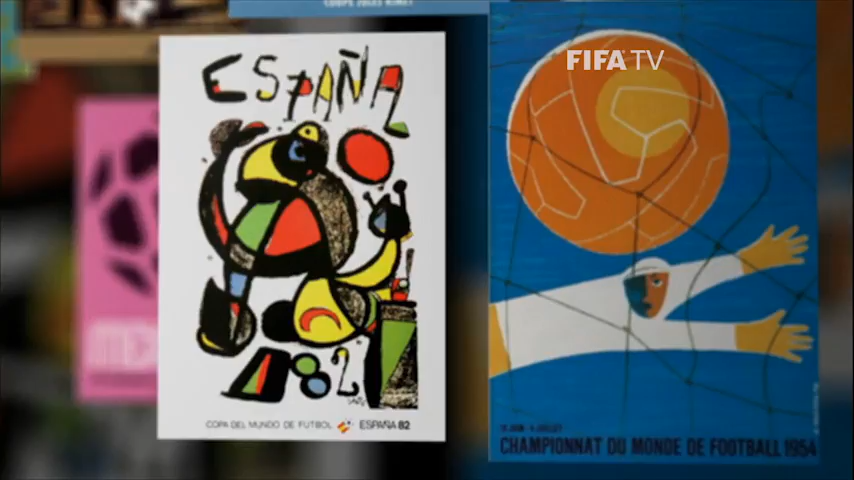 COUPE JULES RIMET
ESPAÑA
82
COPA DEL MUNDO DE FUTBOL ESPAÑA 82
FIFA TV
CHAMPIONNAT DU MONDE DE FOOTBALL 1954